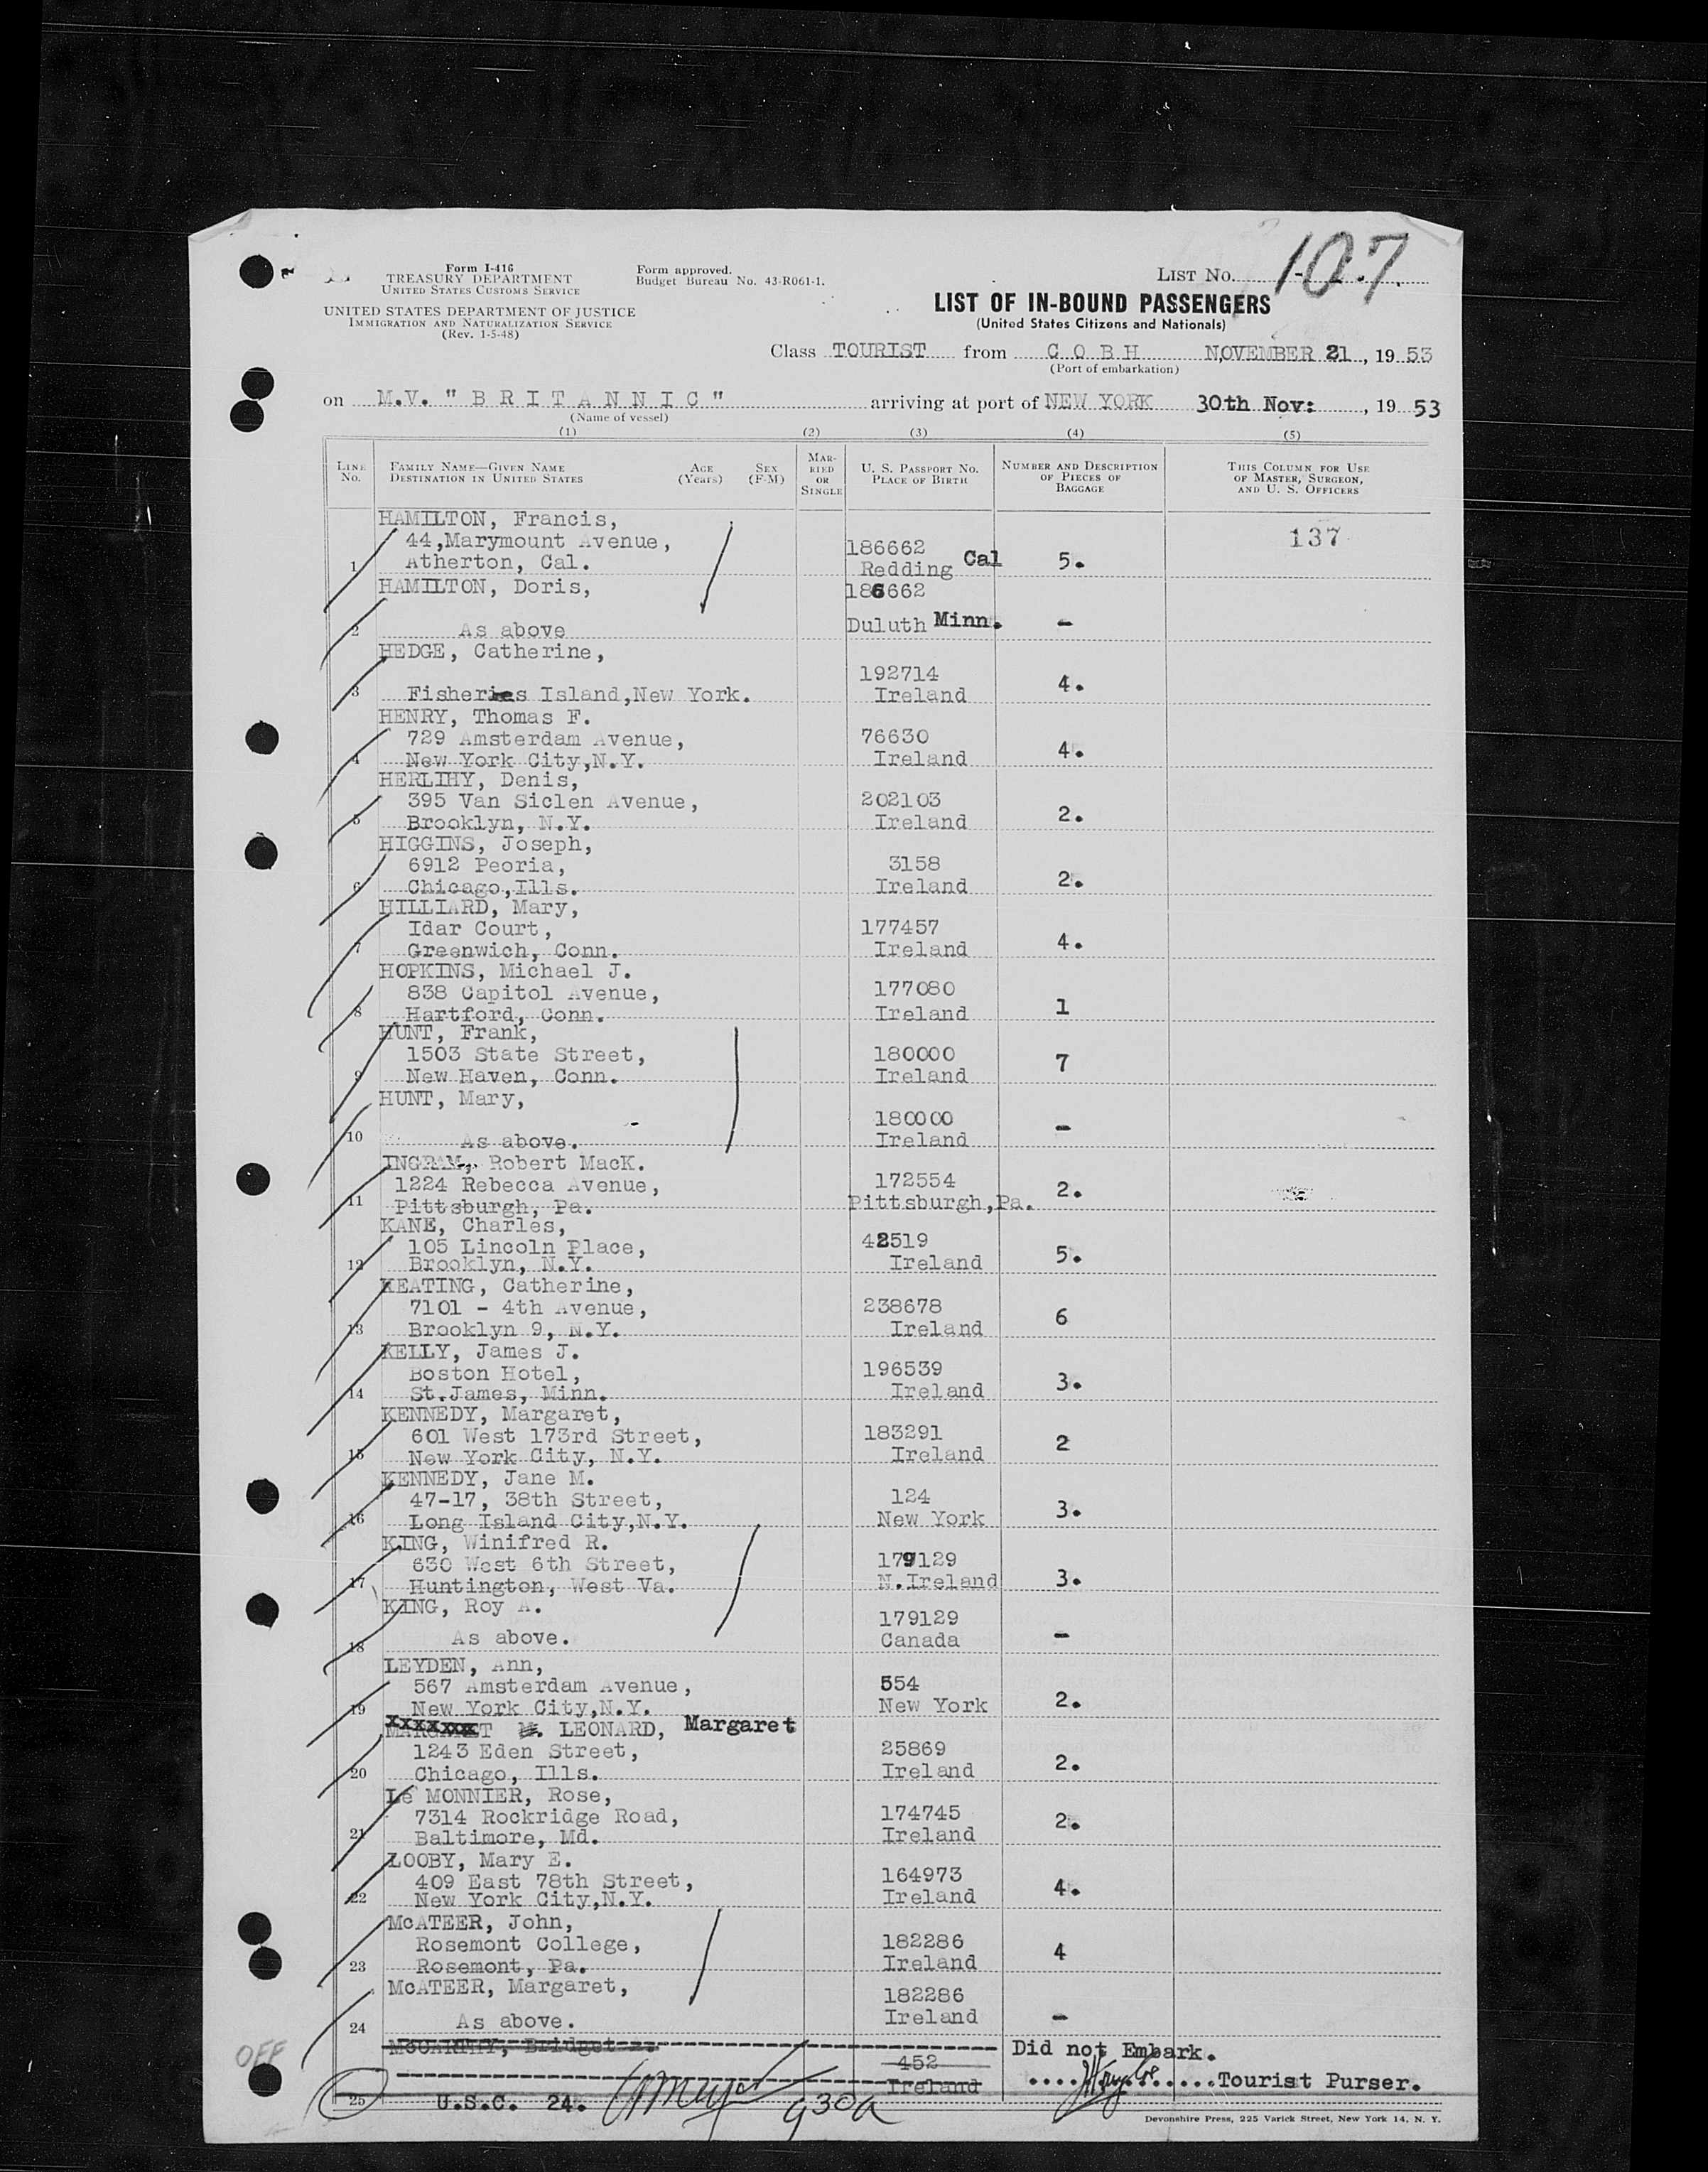 107.
Form I-416
TREASURY DEPARTMENT
UNITED STATES CUSTOMS SERVICE
Form approved.
Budget Bureau No. 43-R061-1.
LIST No.
UNITED STATES DEPARTMENT OF JUSTICE
IMMIGRATION AND NATURALIZATION SERVICE
(Rev. 1-5-48)
LIST OF IN-BOUND PASSENGERS
(United States Citizens and Nationals)
Class TOURIST from C O B H NOVEMBER 21, 19 53
(Port of embarkation)
on M.V. " B R I T A N N I C " arriving at port of NEW YORK 30th Nov: , 19 53
(Name of vessel)
(1) (2) (3) (4) (5)
LINE No.
FAMILY NAME—GIVEN NAME
DESTINATION IN UNITED STATES
AGE (Years)
SEX (F-M)
MARRIED OR SINGLE
U. S. PASSPORT No.
PLACE OF BIRTH
NUMBER AND DESCRIPTION OF PIECES OF BAGGAGE
THIS COLUMN FOR USE OF MASTER, SURGEON, AND U. S. OFFICERS
137
HAMILTON, Francis,
44,Marymount Avenue, 186662
1 Atherton, Cal. Redding Cal 5.
HAMILTON, Doris, 186662
2 As above Duluth Minn. -
HEDGE, Catherine,
192714
3 Fisheries Island,New York. Ireland 4.
HENRY, Thomas F.
729 Amsterdam Avenue, 76630
4 New York City,N.Y. Ireland 4.
HERLIHY, Denis,
395 Van Siclen Avenue, 202103
5 Brooklyn, N.Y. Ireland 2.
HIGGINS, Joseph,
6912 Peoria, 3158
6 Chicago,Ills. Ireland 2.
HILLIARD, Mary,
Idar Court, 177457
7 Greenwich, Conn. Ireland 4.
HOPKINS, Michael J.
838 Capitol Avenue, 177080
8 Hartford, Conn. Ireland 1
HUNT, Frank,
1503 State Street, 180000
9 New Haven, Conn. Ireland 7
HUNT, Mary,
180000
10 As above. Ireland -
INGRAM, Robert MacK.
1224 Rebecca Avenue, 172554
11 Pittsburgh, Pa. Pittsburgh,Pa. 2.
KANE, Charles,
105 Lincoln Place, 42519
12 Brooklyn, N.Y. Ireland 5.
KEATING, Catherine,
7101 - 4th Avenue, 238678
13 Brooklyn 9, N.Y. Ireland 6
KELLY, James J.
Boston Hotel, 196539
14 St.James, Minn. Ireland 3.
KENNEDY, Margaret,
601 West 173rd Street, 183291
15 New York City, N.Y. Ireland 2
KENNEDY, Jane M.
47-17, 38th Street, 124
16 Long Island City,N.Y. New York 3.
KING, Winifred R.
630 West 6th Street, 179129
17 Huntington, West Va. N.Ireland 3.
KING, Roy A.
179129
18 As above. Canada -
LEYDEN, Ann,
567 Amsterdam Avenue, 554
19 New York City,N.Y. New York 2.
MARGARET M. LEONARD, Margaret
1243 Eden Street, 25869
20 Chicago, Ills. Ireland 2.
Le MONNIER, Rose,
7314 Rockridge Road, 174745
21 Baltimore, Md. Ireland 2.
LOOBY, Mary E.
409 East 78th Street, 164973
22 New York City,N.Y. Ireland 4.
McATEER, John,
Rosemont College, 182286
23 Rosemont, Pa. Ireland 4
McATEER, Margaret,
182286
24 As above. Ireland -
OFF McCARTHY, Bridget Did not Embark.
452
Ireland ....Tourist Purser.
25 U.S.C. 24. 930a
Devonshire Press, 225 Varick Street, New York 14, N. Y.